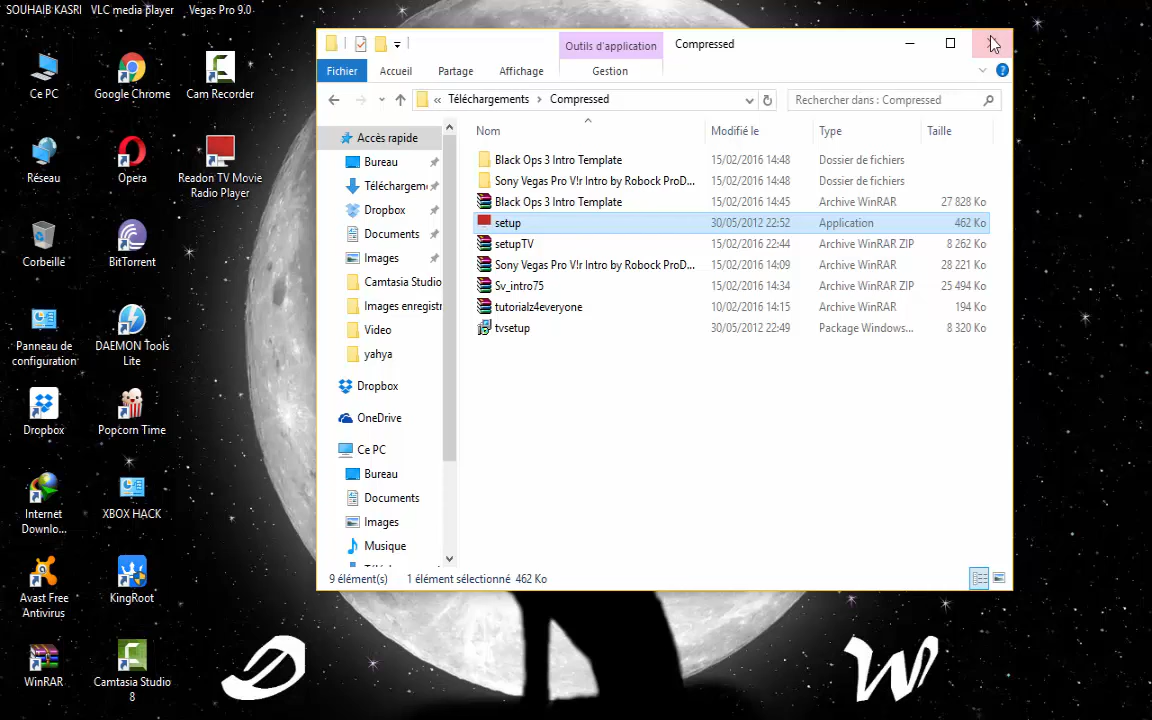 SOUHAIB KASRI VLC media player Vegas Pro 9.0
Ce PC
Google Chrome
Cam Recorder
Réseau
Opera
Readon TV Movie
Radio Player
Corbeille
BitTorrent
Panneau de
configuration
DAEMON Tools
Lite
Dropbox
Popcorn Time
Internet
Downlo...
XBOX HACK
Avast Free
Antivirus
KingRoot
WinRAR
Camtasia Studio
8
Outils d'application
Compressed
Fichier
Accueil
Partage
Affichage
Gestion
« Téléchargements > Compressed
Rechercher dans : Compressed
Accès rapide
Bureau
Téléchargem
Dropbox
Documents
Images
Camtasia Studio
Images enregistr
Video
yahya
Dropbox
OneDrive
Ce PC
Bureau
Documents
Images
Musique
Nom Modifié le Type Taille
Black Ops 3 Intro Template 15/02/2016 14:48 Dossier de fichiers
Sony Vegas Pro V!r Intro by Robock ProD... 15/02/2016 14:48 Dossier de fichiers
Black Ops 3 Intro Template 15/02/2016 14:45 Archive WinRAR 27 828 Ko
setup 30/05/2012 22:52 Application 462 Ko
setupTV 15/02/2016 22:44 Archive WinRAR ZIP 8 262 Ko
Sony Vegas Pro V!r Intro by Robock ProD... 15/02/2016 14:09 Archive WinRAR 28 221 Ko
Sv_intro75 15/02/2016 14:34 Archive WinRAR ZIP 25 494 Ko
tutorialz4everyone 10/02/2016 14:15 Archive WinRAR 194 Ko
tvsetup 30/05/2012 22:49 Package Windows... 8 320 Ko
9 élément(s) 1 élément sélectionné 462 Ko
D W